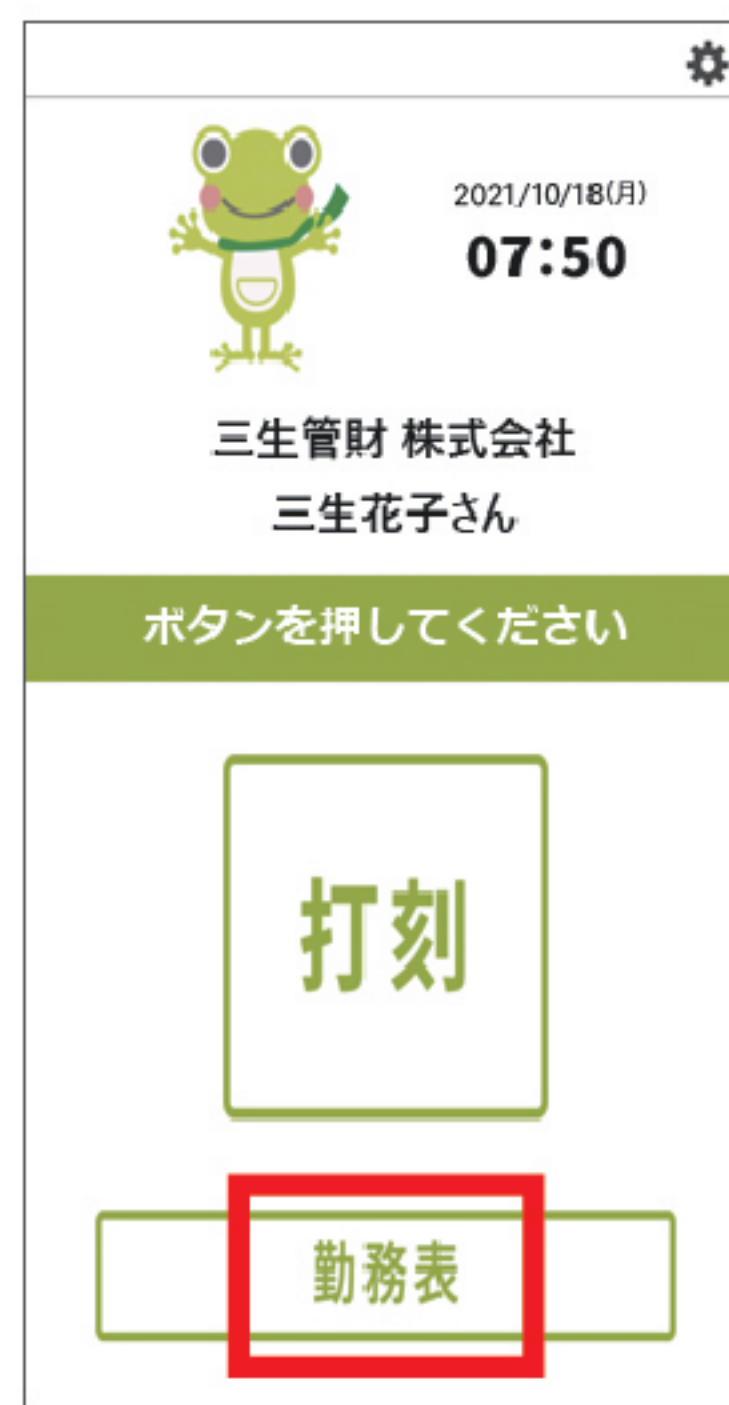 2021/10/18(月)
07:50
三生管財 株式会社
三生花子さん
ボタンを押してください
打刻
勤務表